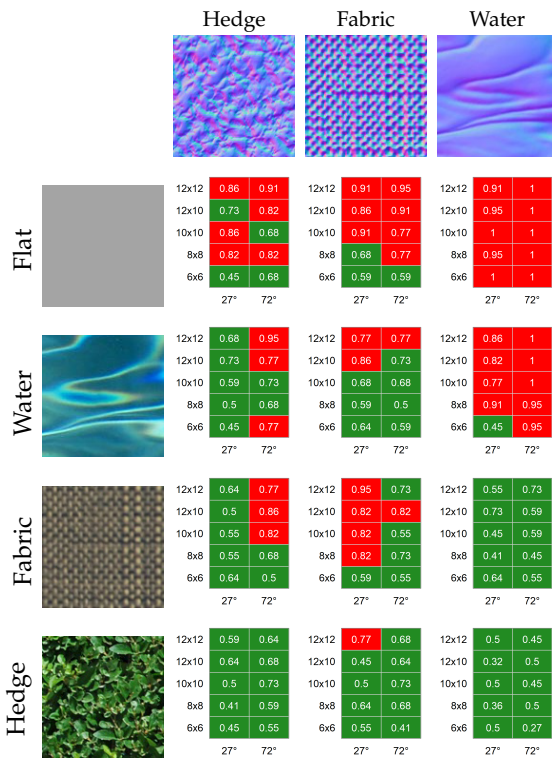 Hedge Fabric Water
Flat
12x12 0.86 0.91 12x12 0.91 0.95 12x12 0.91 1
12x10 0.73 0.82 12x10 0.86 0.91 12x10 0.95 1
10x10 0.86 0.68 10x10 0.91 0.77 10x10 1 1
8x8 0.82 0.82 8x8 0.68 0.77 8x8 0.95 1
6x6 0.45 0.68 6x6 0.59 0.59 6x6 1 1
27° 72° 27° 72° 27° 72°
Water
12x12 0.68 0.95 12x12 0.77 0.77 12x12 0.86 1
12x10 0.73 0.77 12x10 0.86 0.73 12x10 0.82 1
10x10 0.59 0.73 10x10 0.68 0.68 10x10 0.77 1
8x8 0.5 0.68 8x8 0.59 0.5 8x8 0.91 0.95
6x6 0.45 0.77 6x6 0.64 0.59 6x6 0.45 0.95
27° 72° 27° 72° 27° 72°
Fabric
12x12 0.64 0.77 12x12 0.95 0.73 12x12 0.55 0.73
12x10 0.5 0.86 12x10 0.82 0.82 12x10 0.73 0.59
10x10 0.55 0.82 10x10 0.82 0.55 10x10 0.45 0.59
8x8 0.55 0.68 8x8 0.82 0.73 8x8 0.41 0.45
6x6 0.64 0.5 6x6 0.59 0.55 6x6 0.64 0.55
27° 72° 27° 72° 27° 72°
Hedge
12x12 0.59 0.64 12x12 0.77 0.68 12x12 0.5 0.45
12x10 0.64 0.68 12x10 0.45 0.64 12x10 0.32 0.5
10x10 0.5 0.73 10x10 0.5 0.73 10x10 0.5 0.45
8x8 0.41 0.59 8x8 0.64 0.68 8x8 0.36 0.5
6x6 0.45 0.55 6x6 0.55 0.41 6x6 0.5 0.27
27° 72° 27° 72° 27° 72°